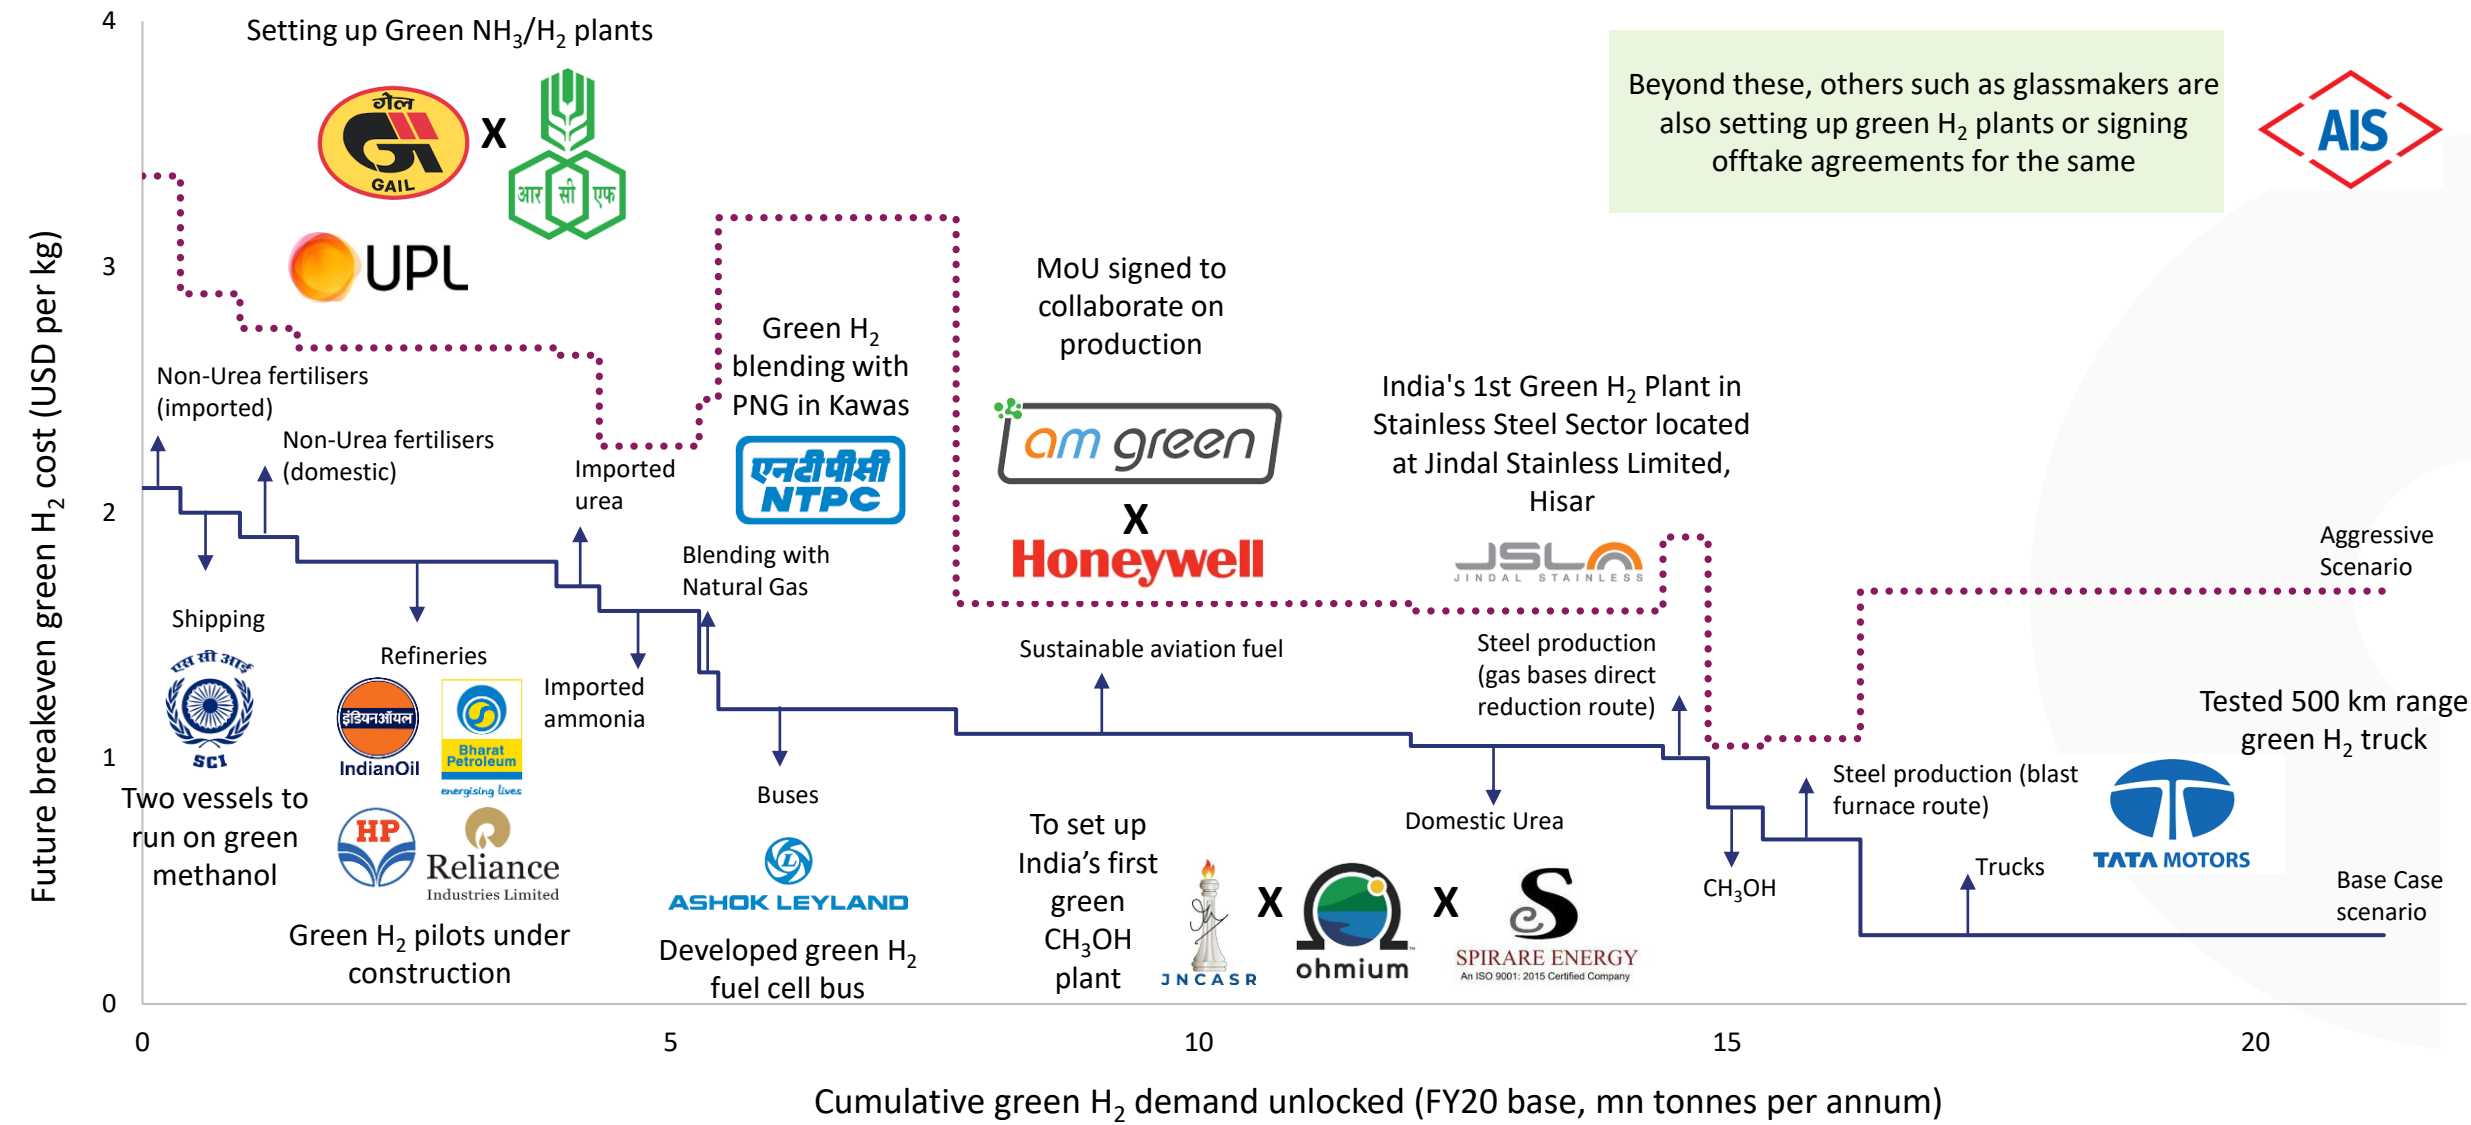 4
Setting up Green NH₃/H₂ plants
गेल
GAIL
X
आर सी एफ
UPL
Beyond these, others such as glassmakers are
also setting up green H₂ plants or signing
offtake agreements for the same
AIS
3
Future breakeven green H₂ cost (USD per kg)
MoU signed to
collaborate on
production
Green H₂
blending with
PNG in Kawas
एनटीपीसी
NTPC
am green
X
Honeywell
India's 1st Green H₂ Plant in
Stainless Steel Sector located
at Jindal Stainless Limited,
Hisar
JSL
JINDAL STAINLESS
Non-Urea fertilisers
(imported)
Non-Urea fertilisers
(domestic)
Imported
urea
2
Blending with
Natural Gas
Aggressive
Scenario
Shipping
एस सी आई
SCI
Two vessels to
run on green
methanol
Refineries
इंडियनऑयल
IndianOil
Bharat
Petroleum
energising lives
HP
Reliance
Industries Limited
Green H₂ pilots under
construction
Imported
ammonia
Sustainable aviation fuel
Steel production
(gas bases direct
reduction route)
1
Buses
ASHOK LEYLAND
Developed green H₂
fuel cell bus
To set up
India’s first
green
CH₃OH
plant
JNCASR
X
ohmium
X
SPIRARE ENERGY
An ISO 9001: 2015 Certified Company
Domestic Urea
CH₃OH
Steel production (blast
furnace route)
Tested 500 km range
green H₂ truck
TATA MOTORS
Trucks
Base Case
scenario
0
0 5 10 15 20
Cumulative green H₂ demand unlocked (FY20 base, mn tonnes per annum)